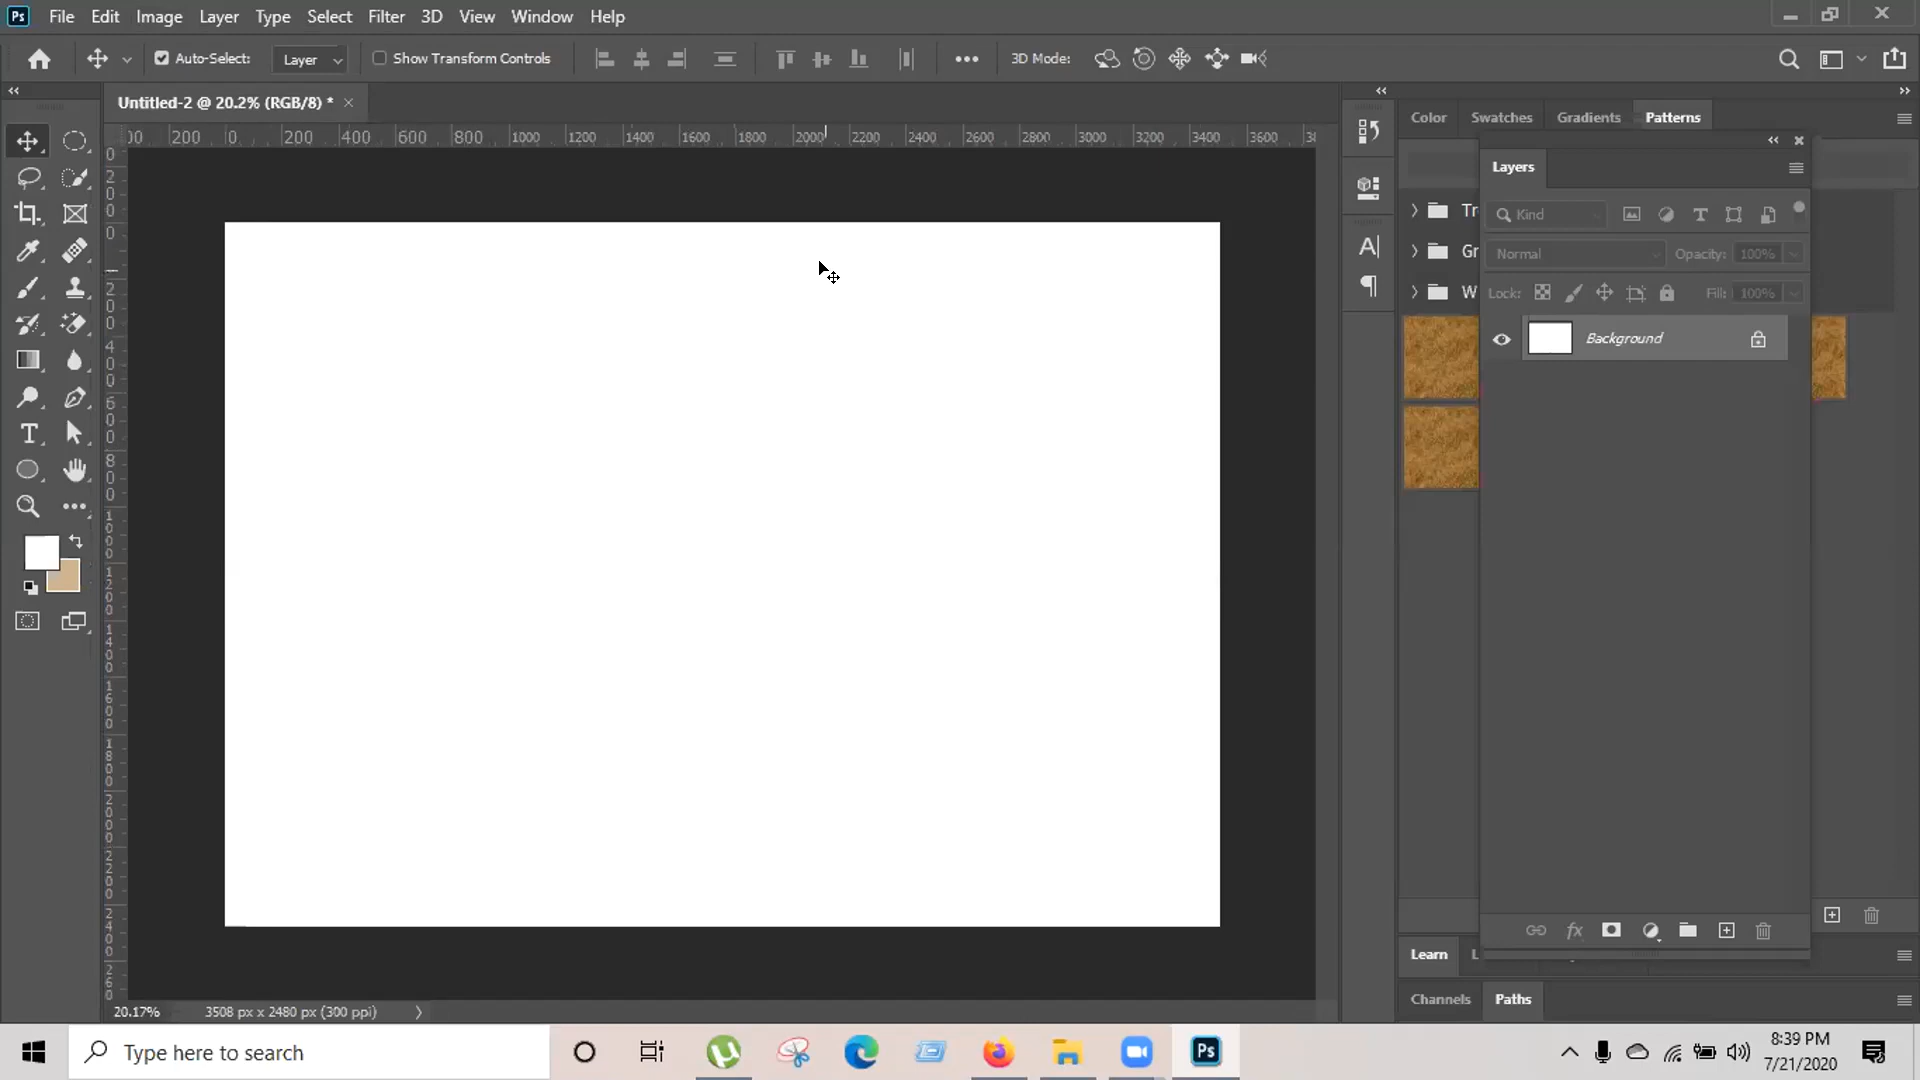 Ps File Edit Image Layer Type Select Filter 3D View Window Help
Auto-Select: Layer Show Transform Controls 3D Mode:
Untitled-2 @ 20.2% (RGB/8) *
00 200 0 200 400 600 800 1000 1200 1400 1600 1800 2000 2200 2400 2600 2800 3000 3200 3400 3600
Color Swatches Gradients Patterns
Layers
Tr
Kind
Gr
Normal Opacity: 100%
W
Lock: Fill: 100%
Background
Learn L
Channels Paths
20.17% 3508 px x 2480 px (300 ppi)
Type here to search
Ps
8:39 PM
7/21/2020